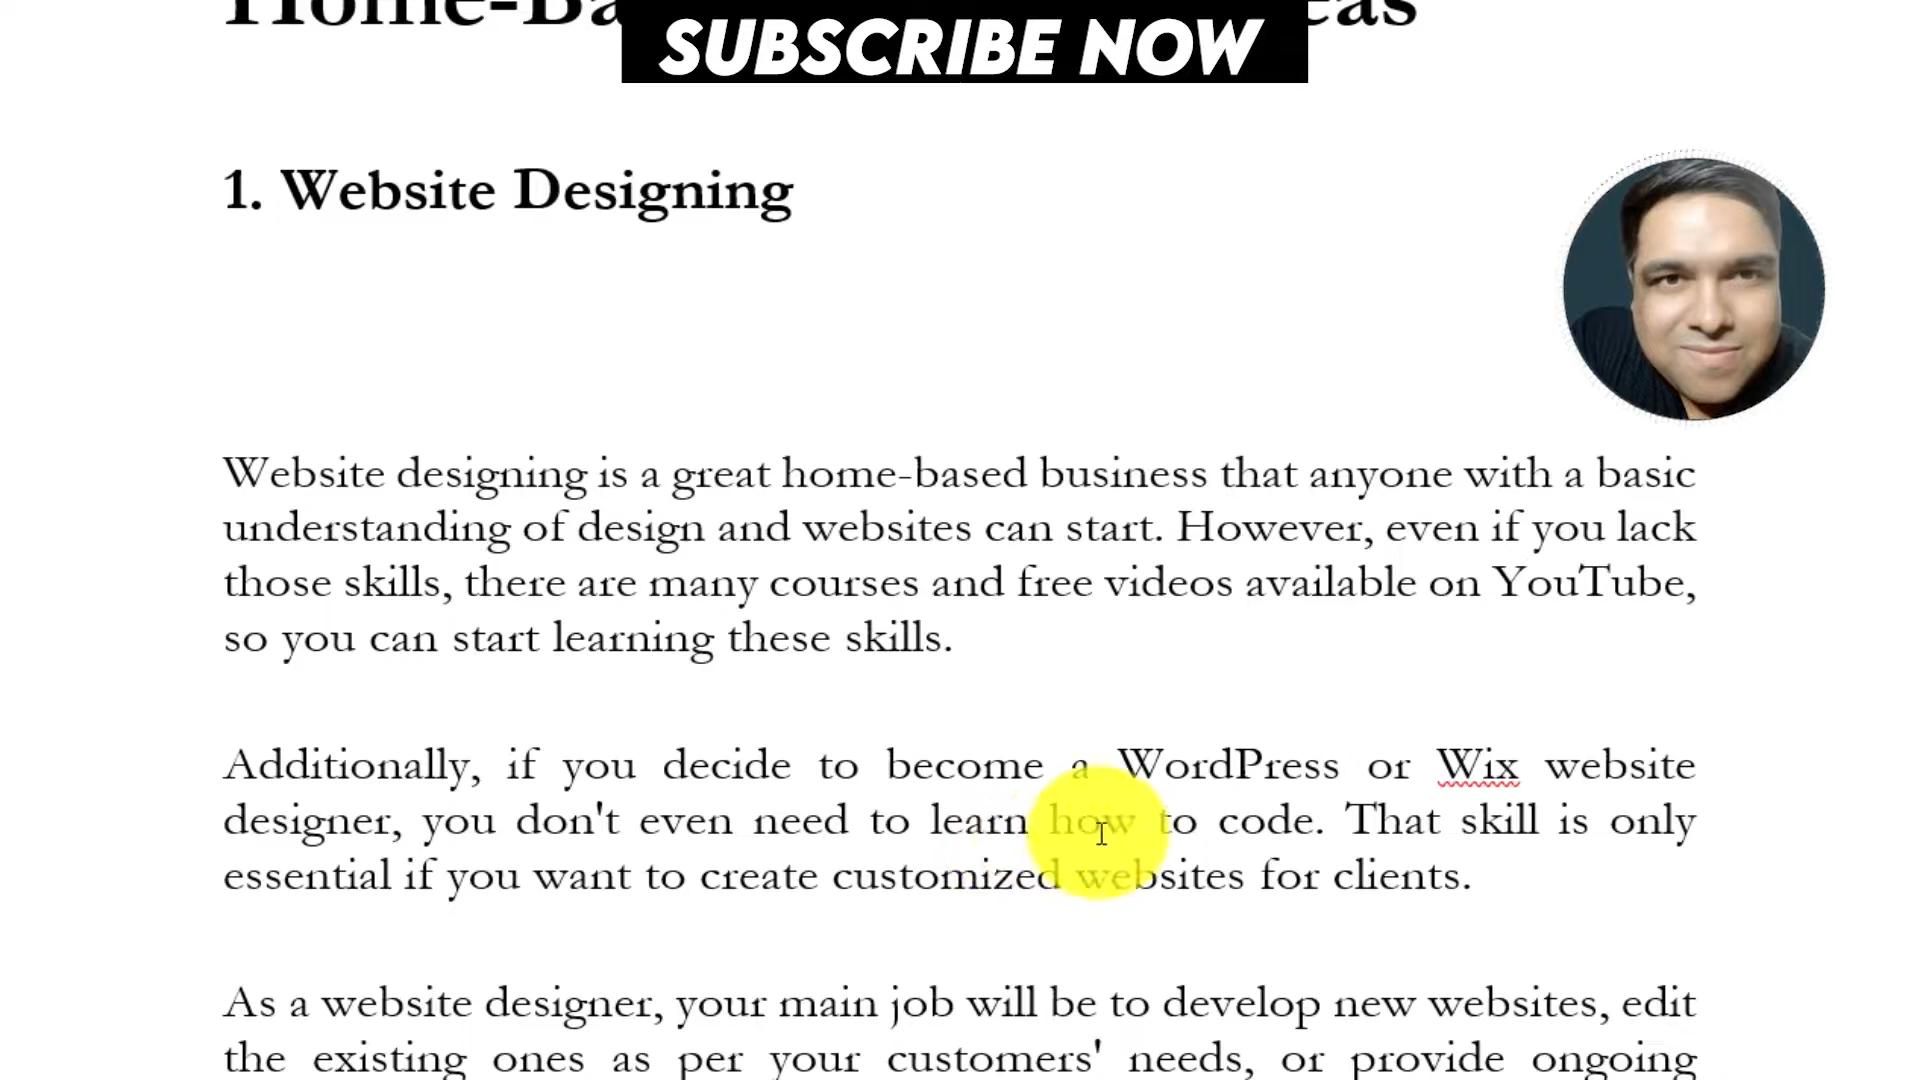 SUBSCRIBE NOW
1. Website Designing
Website designing is a great home-based business that anyone with a basic
understanding of design and websites can start. However, even if you lack
those skills, there are many courses and free videos available on YouTube,
so you can start learning these skills.
Additionally, if you decide to become a WordPress or Wix website
designer, you don't even need to learn how to code. That skill is only
essential if you want to create customized websites for clients.
As a website designer, your main job will be to develop new websites, edit
the existing ones as per your customers' needs, or provide ongoing